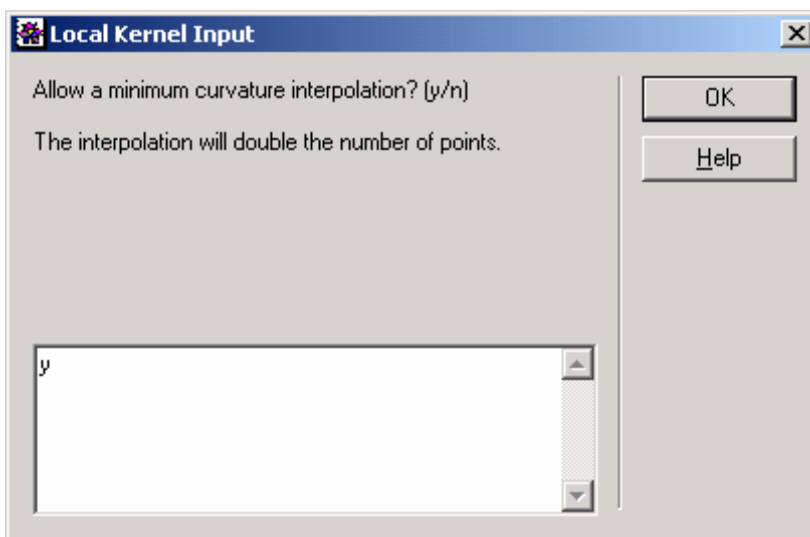 Local Kernel Input
Allow a minimum curvature interpolation? (y/n)
The interpolation will double the number of points.
OK
Help
y